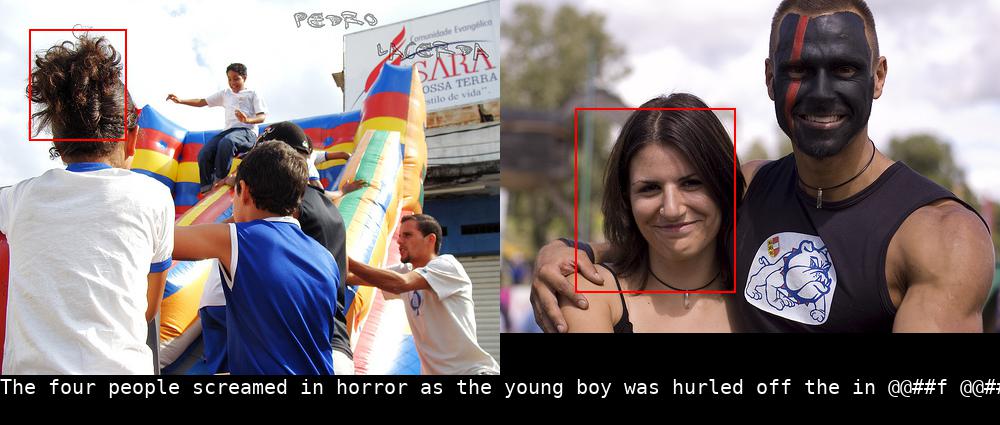 PEDRO
LACERDA
Comunidade Evangélica
SARA
NOSSA TERRA
estilo de vida"
The four people screamed in horror as the young boy was hurled off the in @@##f @@#